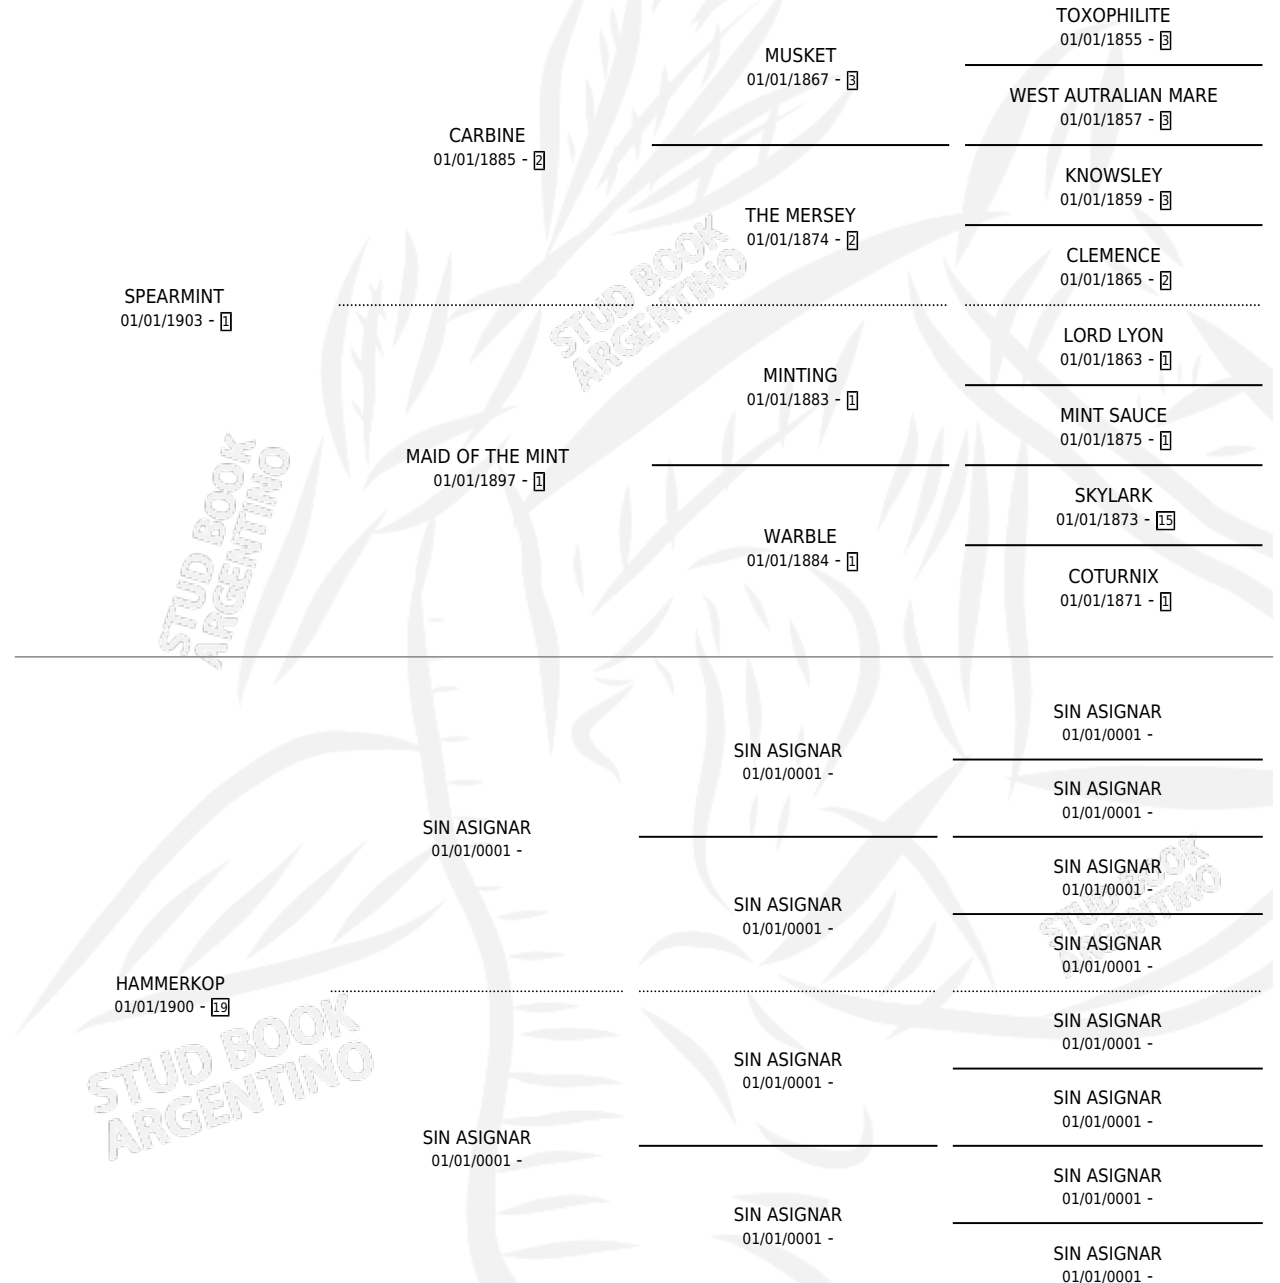 TOXOPHILITE
01/01/1855 - 3
MUSKET
01/01/1867 - 3
WEST AUTRALIAN MARE
01/01/1857 - 3
CARBINE
01/01/1885 - 2
KNOWSLEY
01/01/1859 - 3
THE MERSEY
01/01/1874 - 2
CLEMENCE
01/01/1865 - 2
SPEARMINT
01/01/1903 - 1
STUD BOOK
ARGENTINO
LORD LYON
01/01/1863 - 1
MINTING
01/01/1883 - 1
MINT SAUCE
01/01/1875 - 1
MAID OF THE MINT
01/01/1897 - 1
SKYLARK
01/01/1873 - 15
WARBLE
01/01/1884 - 1
COTURNIX
01/01/1871 - 1
STUD BOOK
ARGENTINO
SIN ASIGNAR
01/01/0001 -
SIN ASIGNAR
01/01/0001 -
SIN ASIGNAR
01/01/0001 -
SIN ASIGNAR
01/01/0001 -
SIN ASIGNAR
01/01/0001 -
SIN ASIGNAR
01/01/0001 -
SIN ASIGNAR
01/01/0001 -
STUD BOOK
ARGENTINO
HAMMERKOP
01/01/1900 - 19
SIN ASIGNAR
01/01/0001 -
SIN ASIGNAR
01/01/0001 -
SIN ASIGNAR
01/01/0001 -
STUD BOOK
ARGENTINO
SIN ASIGNAR
01/01/0001 -
SIN ASIGNAR
01/01/0001 -
SIN ASIGNAR
01/01/0001 -
SIN ASIGNAR
01/01/0001 -